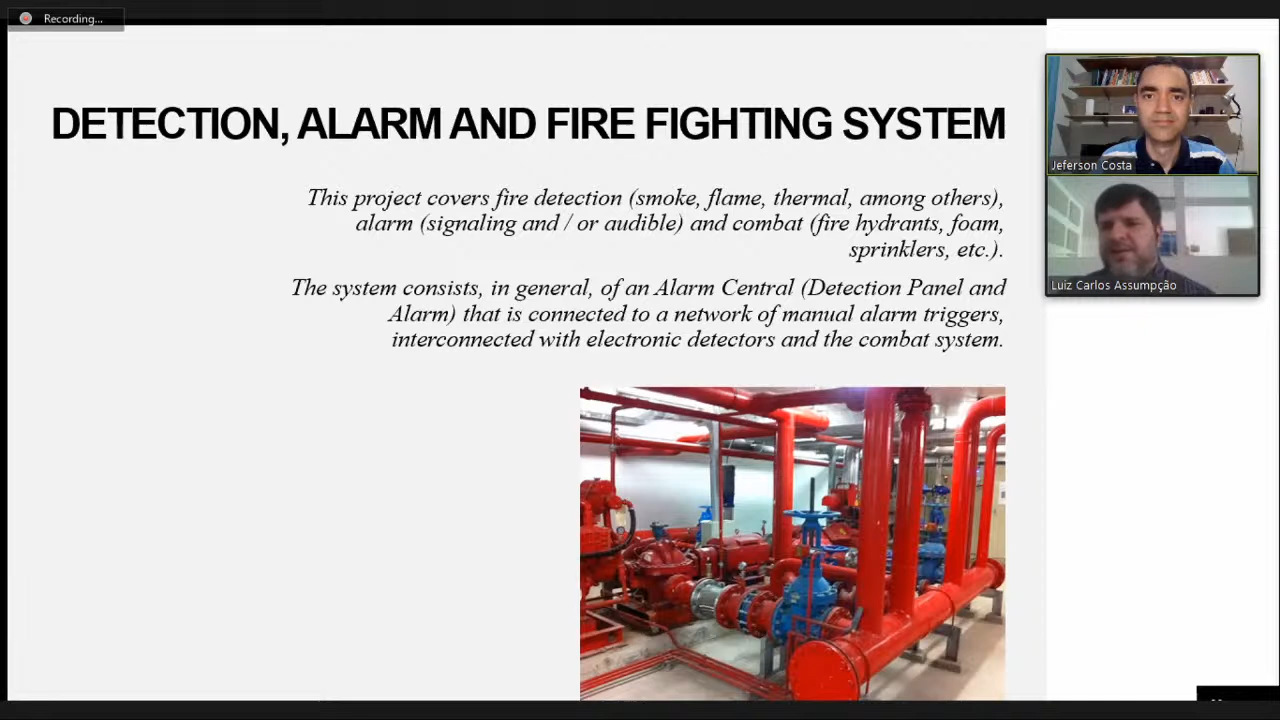 Recording...
DETECTION, ALARM AND FIRE FIGHTING SYSTEM
This project covers fire detection (smoke, flame, thermal, among others),
alarm (signaling and / or audible) and combat (fire hydrants, foam,
sprinklers, etc.).
The system consists, in general, of an Alarm Central (Detection Panel and
Alarm) that is connected to a network of manual alarm triggers,
interconnected with electronic detectors and the combat system.
Jeferson Costa
Luiz Carlos Assumpção